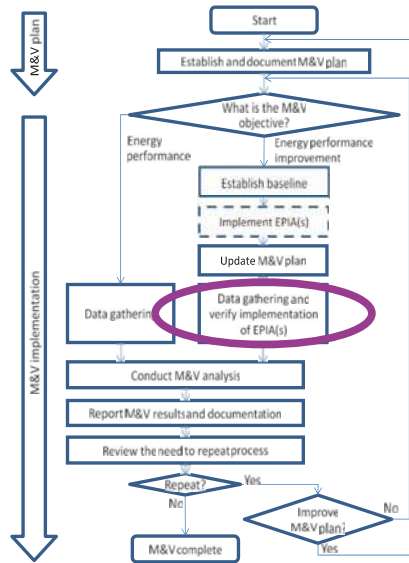 M&V plan
Start
Establish and document M&V plan
What is the M&V
objective?
Energy
performance
Energy performance
improvement
Establish baseline
Implement EPIA(s)
Update M&V plan
M&V implementation
Data gathering
Data gathering and
verify implementation
of EPIA(s)
Conduct M&V analysis
Report M&V results and documentation
Review the need to repeat process
Repeat?
Yes
No
Improve
M&V plan?
No
Yes
M&V complete